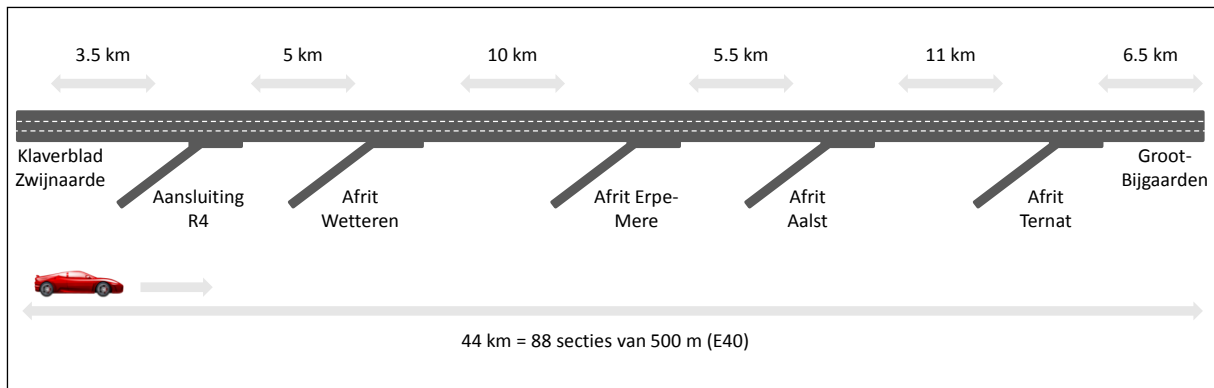 3.5 km
5 km
10 km
5.5 km
11 km
6.5 km
Klaverblad
Zwijnaarde
Aansluiting
R4
Afrit
Wetteren
Afrit Erpe-
Mere
Afrit
Aalst
Afrit
Ternat
Groot-
Bijgaarden
44 km = 88 secties van 500 m (E40)